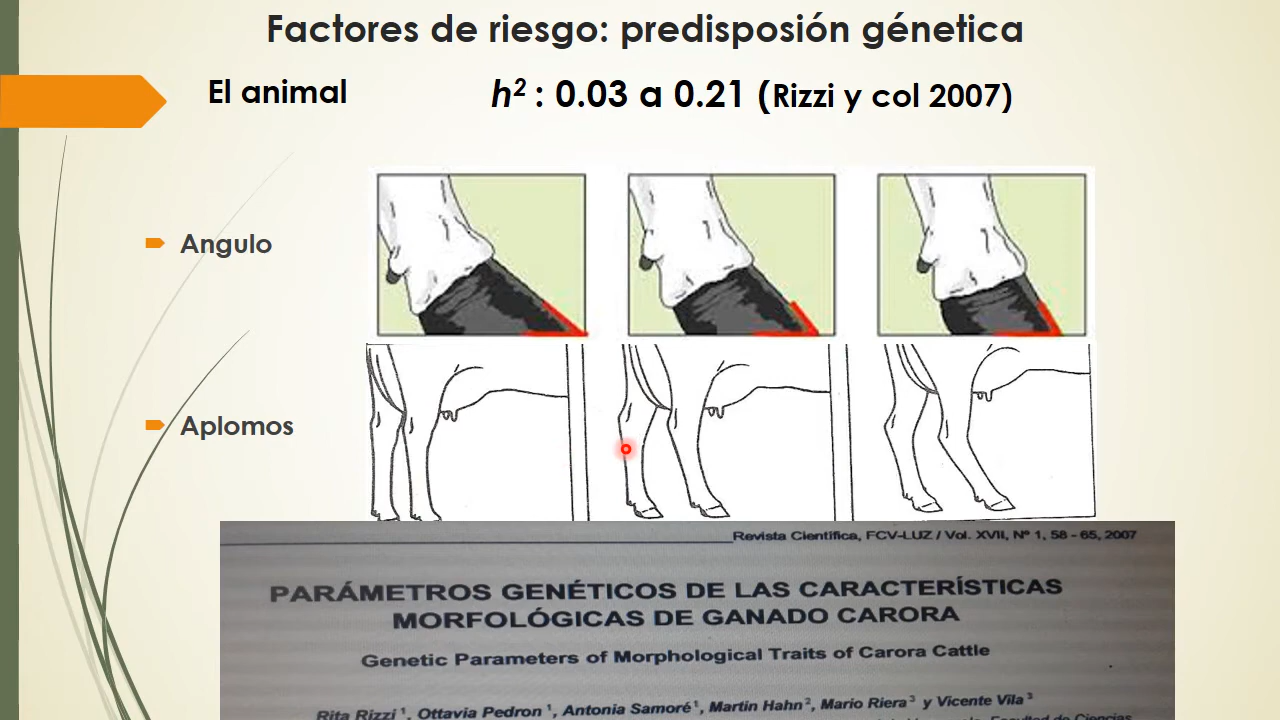 Factores de riesgo: predisposión génetica
El animal
h² : 0.03 a 0.21 (Rizzi y col 2007)
Angulo
Aplomos
Revista Científica, FCV-LUZ / Vol. XVII, Nº 1, 58 - 65, 2007
PARÁMETROS GENÉTICOS DE LAS CARACTERÍSTICAS
MORFOLÓGICAS DE GANADO CARORA
Genetic Parameters of Morphological Traits of Carora Cattle
Rita Rizzi ¹, Ottavia Pedron ¹, Antonia Samoré ¹, Martin Hahn ², Mario Riera ³ y Vicente Vila ³